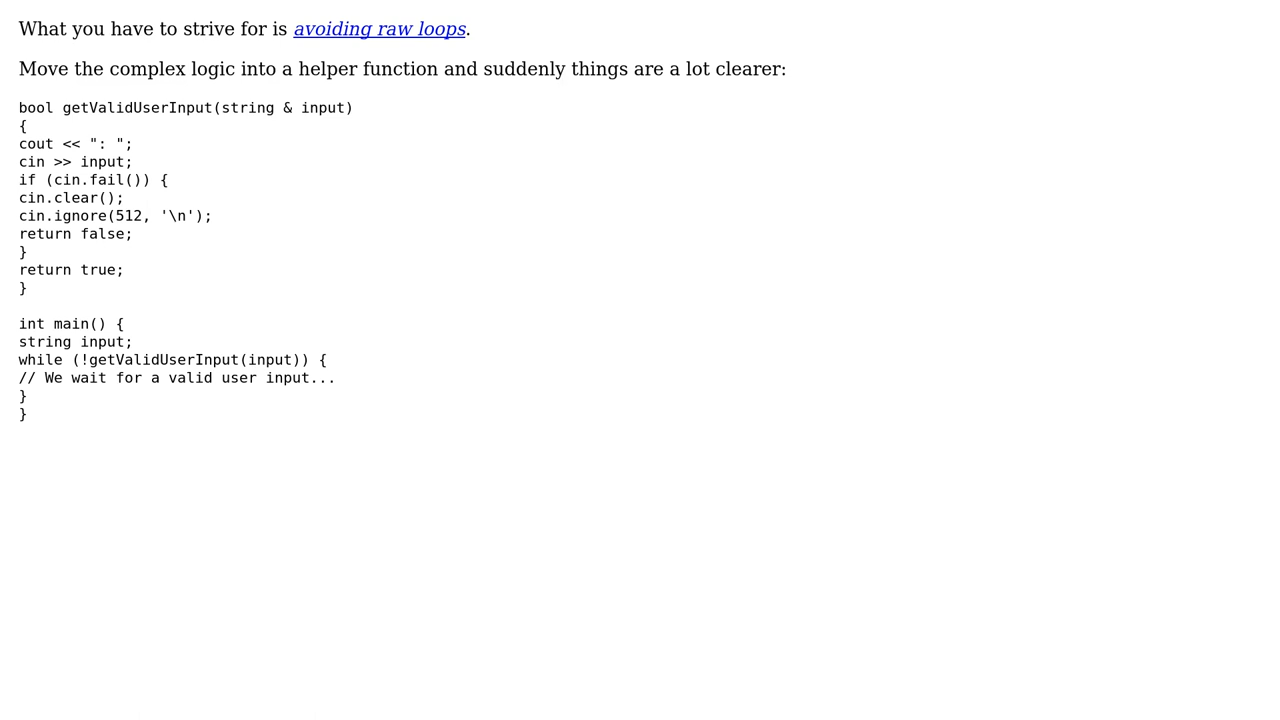 What you have to strive for is avoiding raw loops.
Move the complex logic into a helper function and suddenly things are a lot clearer:
bool getValidUserInput(string & input)
{
cout << ": ";
cin >> input;
if (cin.fail()) {
cin.clear();
cin.ignore(512, '\n');
return false;
}
return true;
}

int main() {
string input;
while (!getValidUserInput(input)) {
// We wait for a valid user input...
}
}